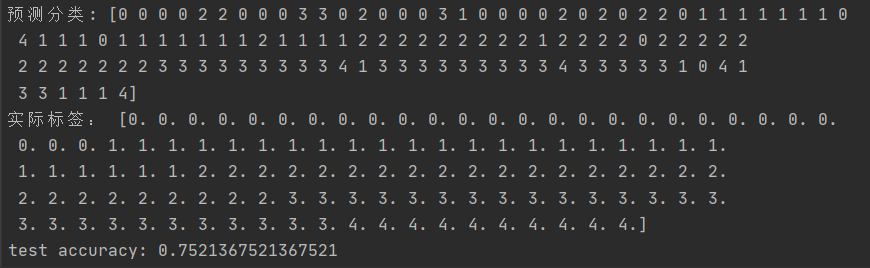 预测分类: [0 0 0 0 2 2 0 0 0 3 3 0 2 0 0 0 3 1 0 0 0 0 2 0 2 0 2 2 0 1 1 1 1 1 1 1 0
4 1 1 1 0 1 1 1 1 1 1 1 2 1 1 1 1 2 2 2 2 2 2 2 2 2 1 2 2 2 2 0 2 2 2 2 2
2 2 2 2 2 2 2 3 3 3 3 3 3 3 3 3 4 1 3 3 3 3 3 3 3 3 3 4 3 3 3 3 3 1 0 4 1
3 3 1 1 1 4]
实际标签： [0. 0. 0. 0. 0. 0. 0. 0. 0. 0. 0. 0. 0. 0. 0. 0. 0. 0. 0. 0. 0. 0. 0. 0.
0. 0. 0. 1. 1. 1. 1. 1. 1. 1. 1. 1. 1. 1. 1. 1. 1. 1. 1. 1. 1. 1. 1. 1.
1. 1. 1. 1. 1. 1. 2. 2. 2. 2. 2. 2. 2. 2. 2. 2. 2. 2. 2. 2. 2. 2. 2. 2.
2. 2. 2. 2. 2. 2. 2. 2. 2. 3. 3. 3. 3. 3. 3. 3. 3. 3. 3. 3. 3. 3. 3. 3.
3. 3. 3. 3. 3. 3. 3. 3. 3. 3. 3. 4. 4. 4. 4. 4. 4. 4. 4. 4. 4.]
test accuracy: 0.7521367521367521